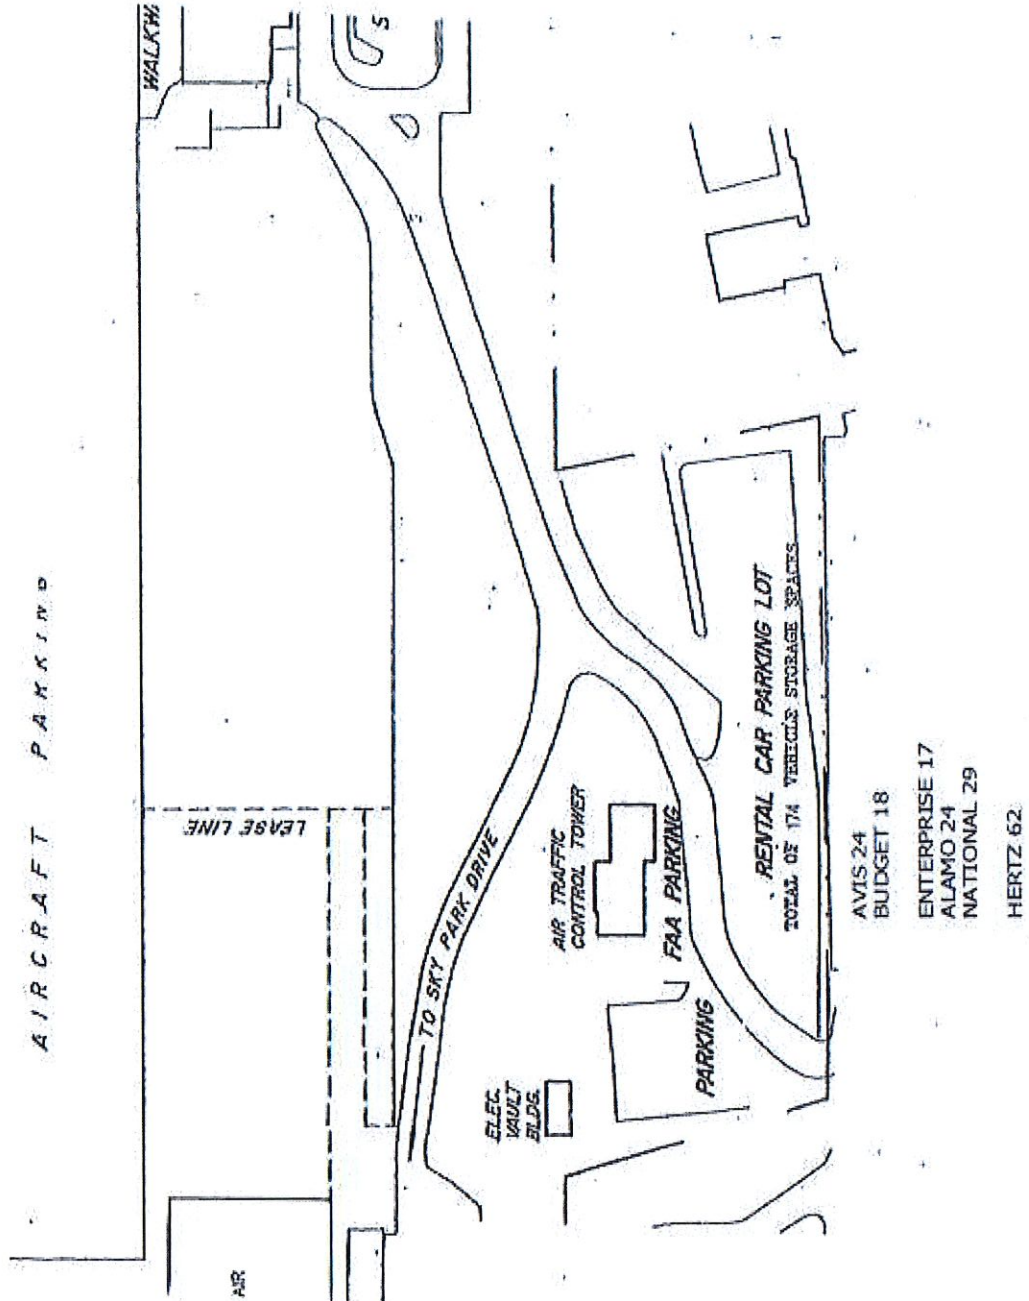 AIRCRAFT PARKING
WALKWA
S
LEASE LINE
AIR
TO SKY PARK DRIVE
AIR TRAFFIC
CONTROL TOWER
ELEC.
VAULT
BLDG.
FAA PARKING
PARKING
RENTAL CAR PARKING LOT
TOTAL OF 174 VEHICLE STORAGE SPACES
AVIS 24
BUDGET 18
ENTERPRISE 17
ALAMO 24
NATIONAL 29
HERTZ 62